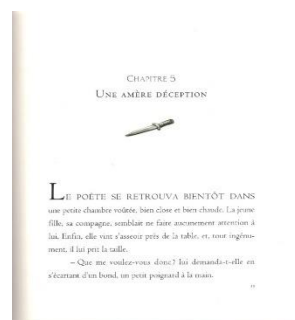 CHAPITRE 5
UNE AMÈRE DÉCEPTION
LE POÈTE SE RETROUVA BIENTÔT DANS
une petite chambre voûtée, bien close et bien chaude. La jeune
fille, sa compagne, semblait ne faire aucunement attention à
lui. Enfin, elle vint s'asseoir près de la table, et, tout ingénu-
ment, il lui prit la taille.
– Que me voulez-vous donc? lui demanda-t-elle en
s'écartant d'un bond, un petit poignard à la main.